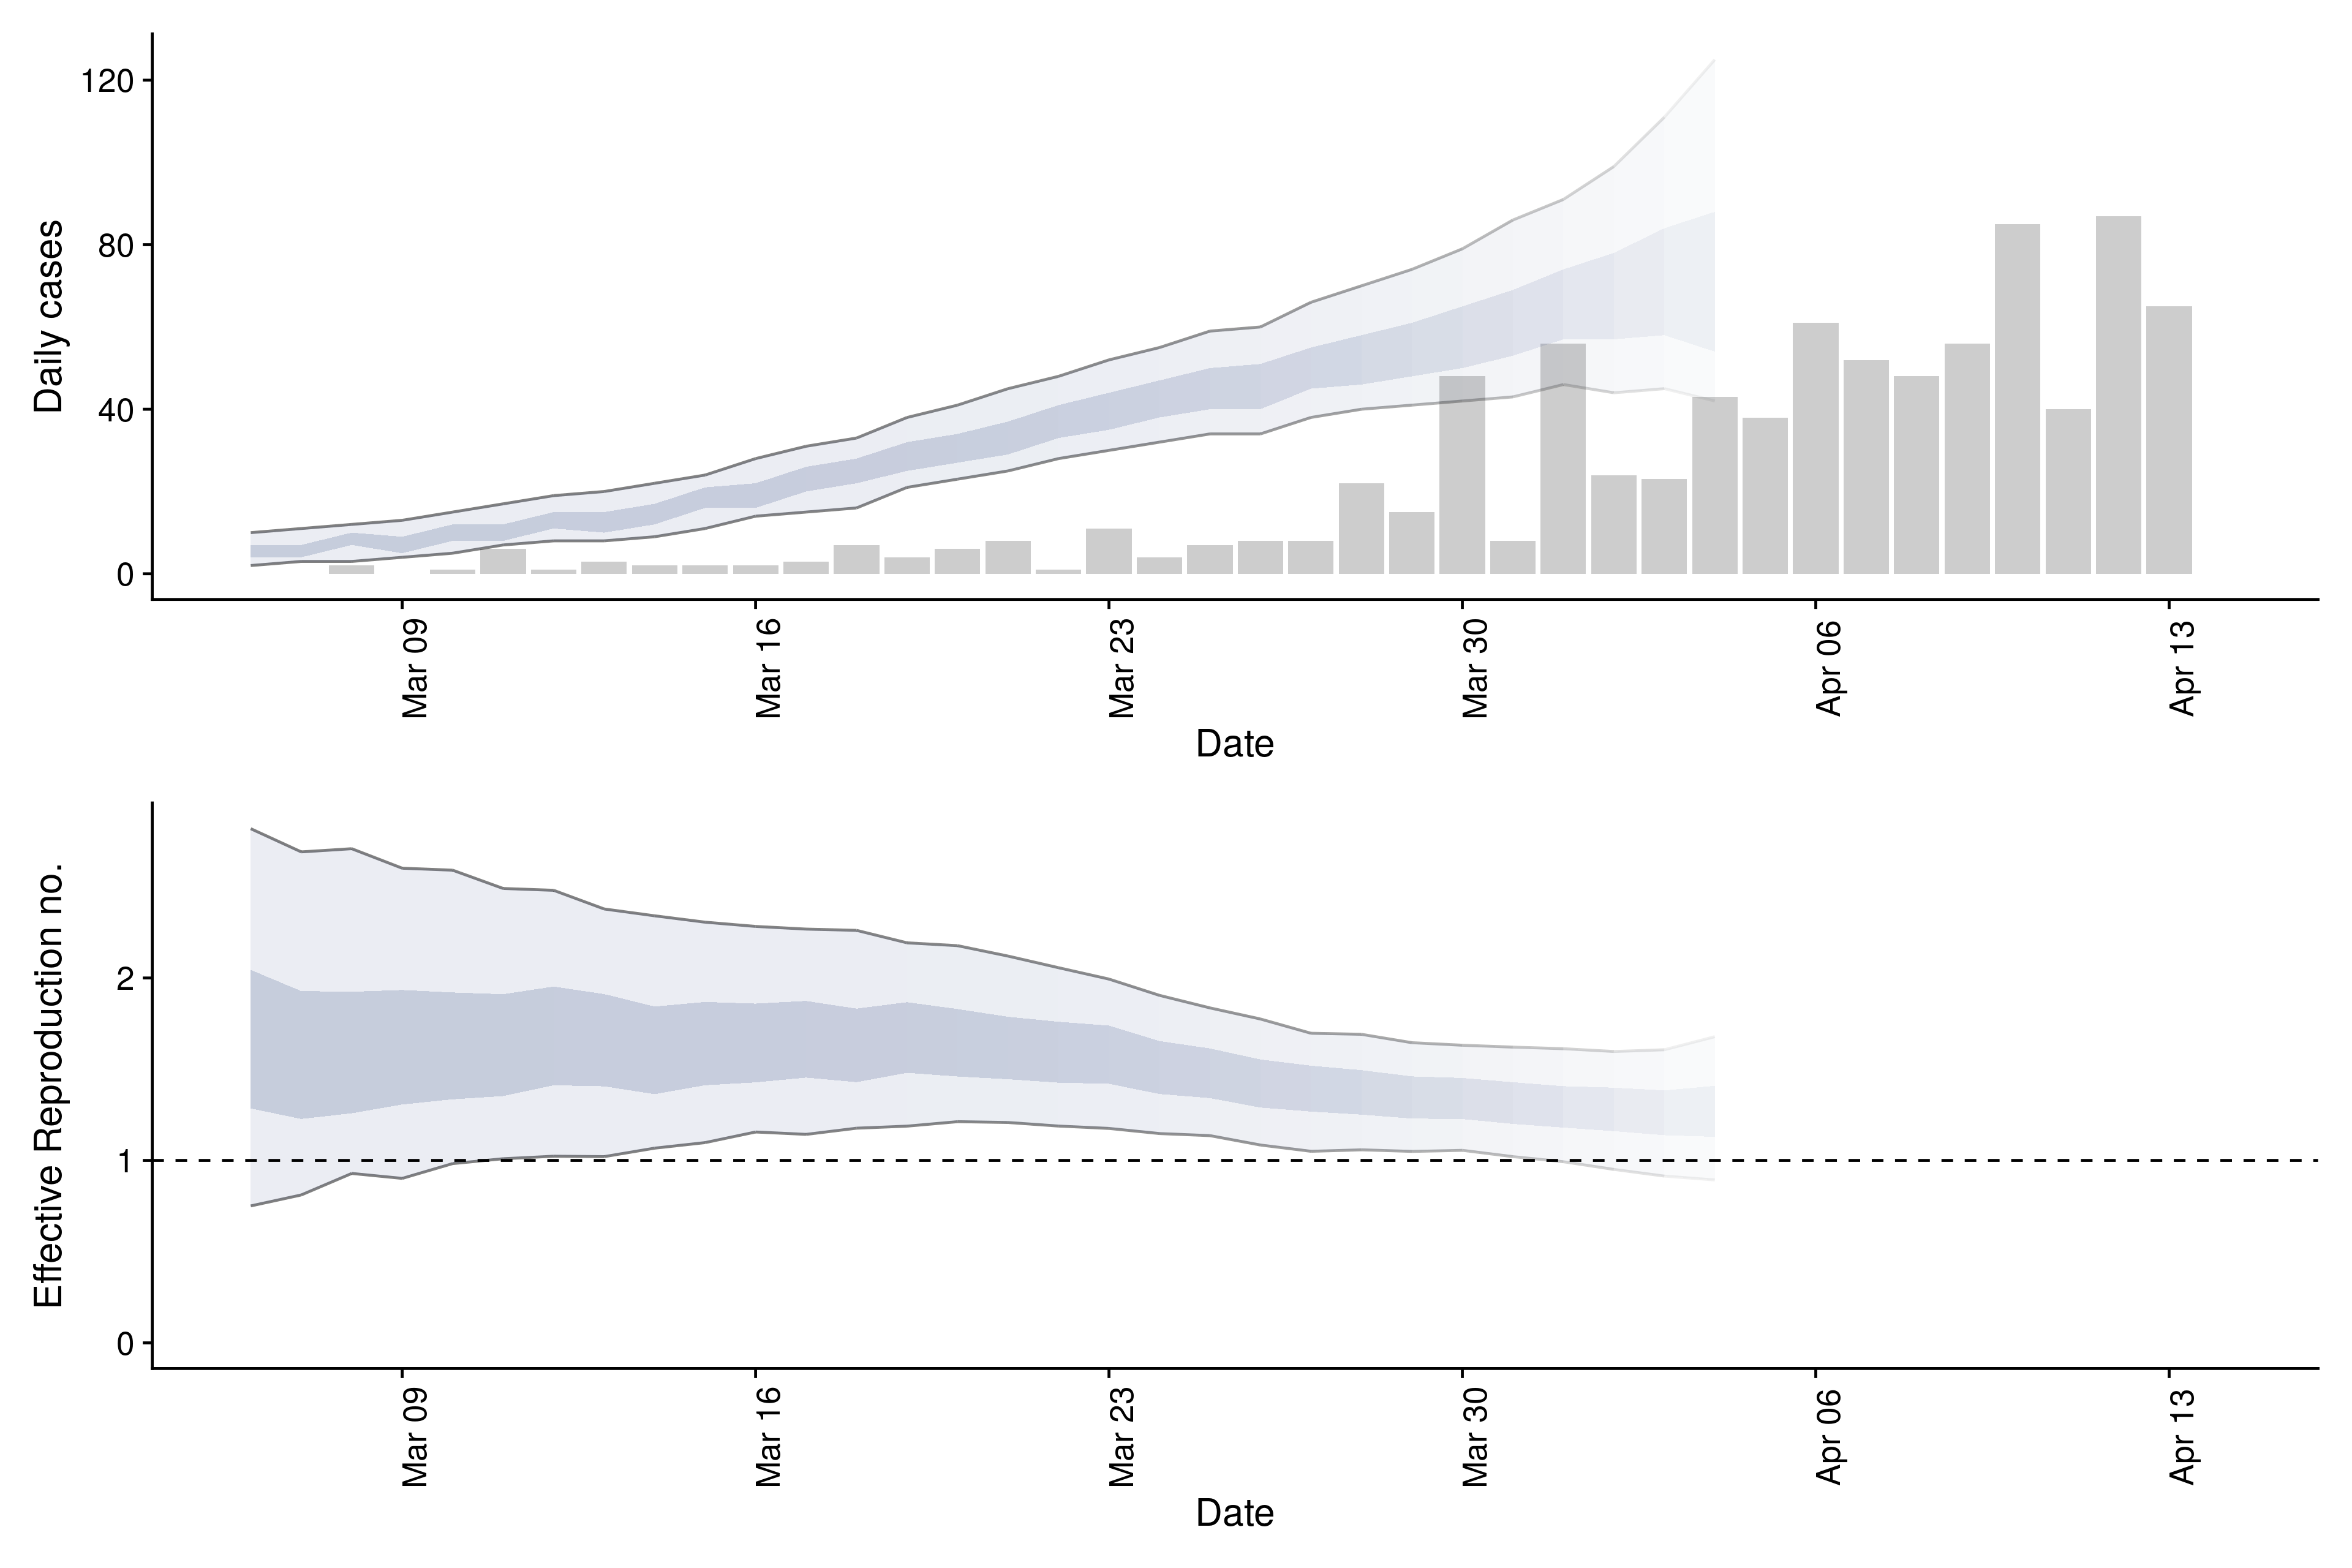 Daily cases
120
80
40
0
Mar 09
Mar 16
Mar 23
Mar 30
Apr 06
Apr 13
Date
Effective Reproduction no.
2
1
0
Mar 09
Mar 16
Mar 23
Mar 30
Apr 06
Apr 13
Date